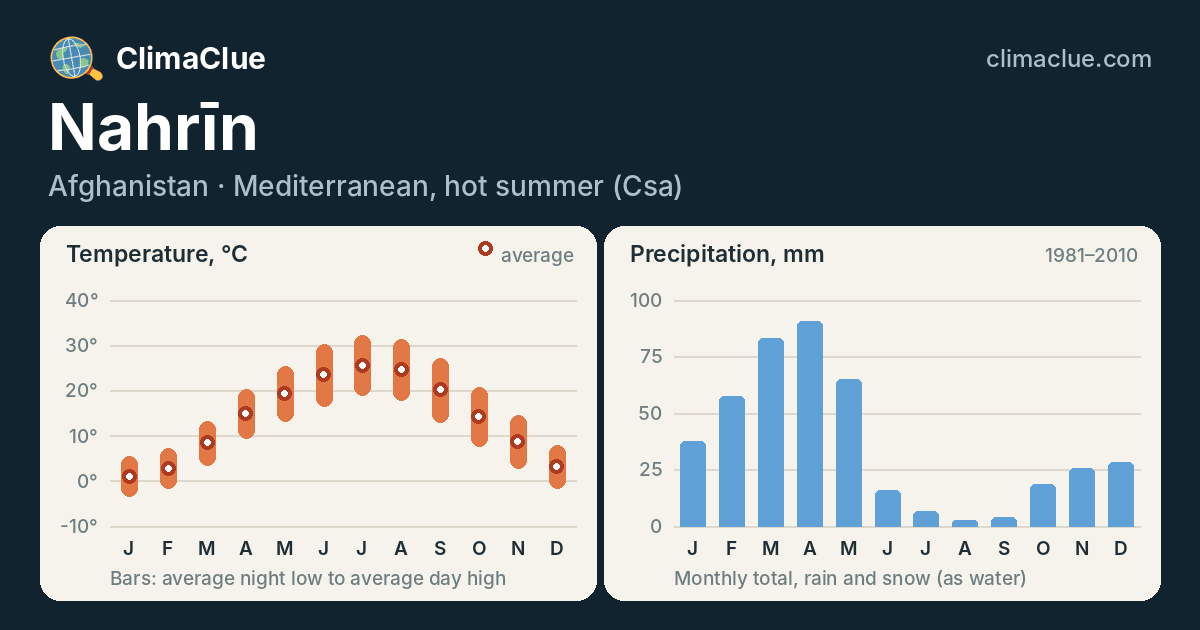 ClimaClue
climaclue.com
Nahrīn
Afghanistan · Mediterranean, hot summer (Csa)
Temperature, °C
average
40°
30°
20°
10°
0°
-10°
J F M A M J J A S O N D
Bars: average night low to average day high
Precipitation, mm
1981–2010
100
75
50
25
0
J F M A M J J A S O N D
Monthly total, rain and snow (as water)